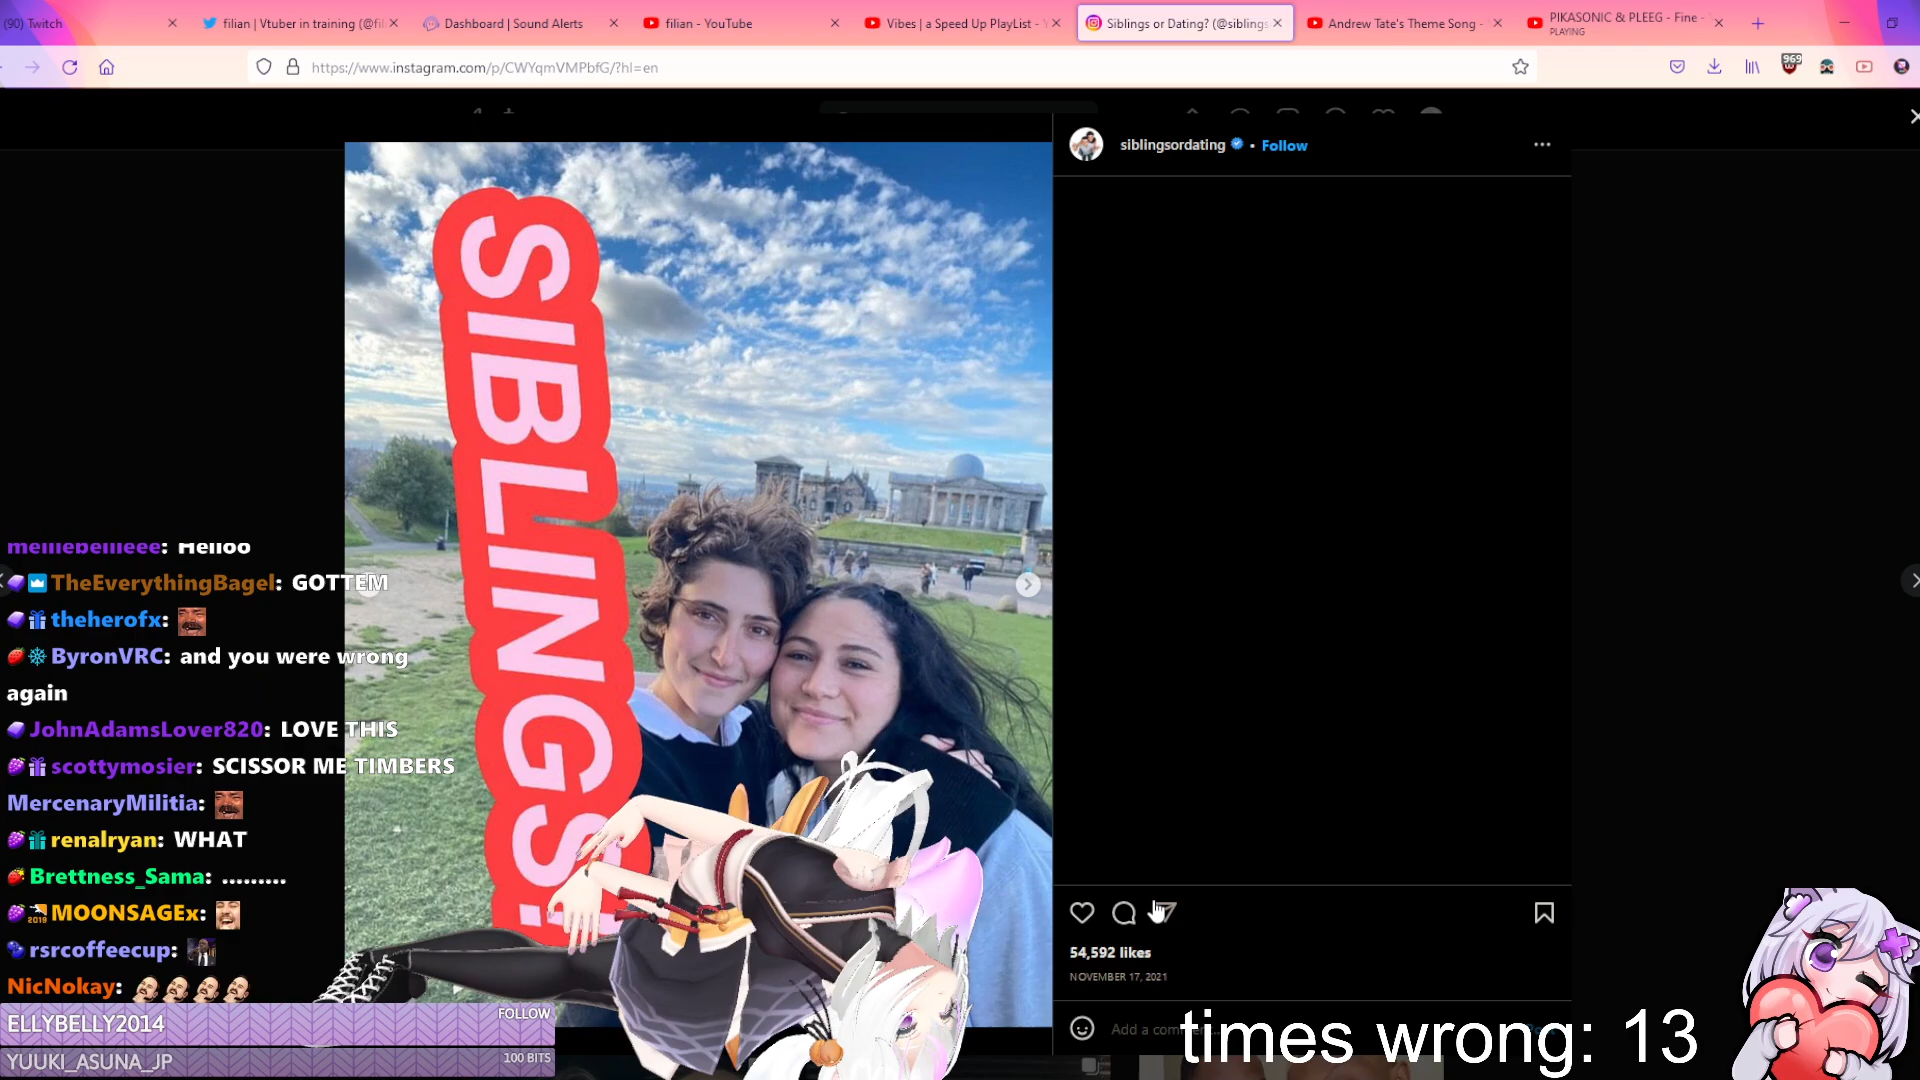 (90) Twitch
filian | Vtuber in training (@fil
Dashboard | Sound Alerts
filian - YouTube
Vibes | a Speed Up PlayList - Y
Siblings or Dating? (@siblings
Andrew Tate's Theme Song -
PIKASONIC & PLEEG - Fine -
PLAYING
https://www.instagram.com/p/CWYqmVMPbfG/?hl=en
969
siblingsordating • Follow
SIBLINGS!
melliebellieee: Helloo
TheEverythingBagel: GOTTEM
theherofx:
ByronVRC: and you were wrong
again
JohnAdamsLover820: LOVE THIS
scottymosier: SCISSOR ME TIMBERS
MercenaryMilitia:
renalryan: WHAT
Brettness_Sama: .........
2019 MOONSAGEx:
rsrcoffeecup:
NicNokay:
ELLYBELLY2014 FOLLOW
YUUKI_ASUNA_JP 100 BITS
54,592 likes
NOVEMBER 17, 2021
Add a com
times wrong: 13